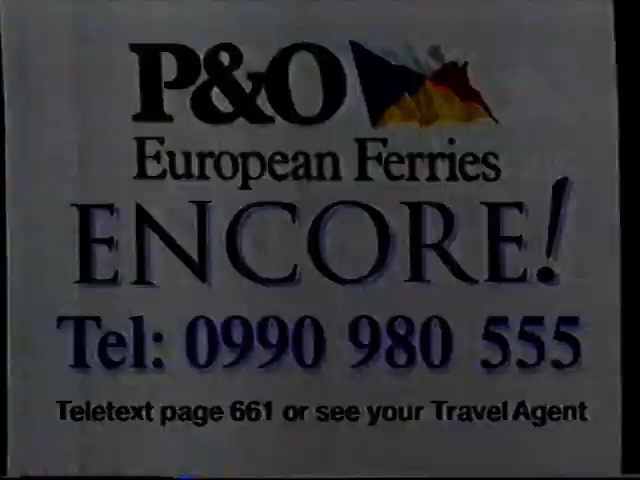 P&O
European Ferries
ENCORE!
Tel: 0990 980 555
Teletext page 661 or see your Travel Agent